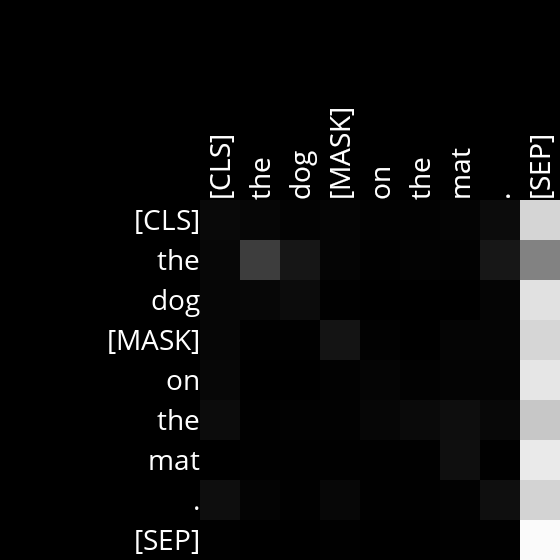 [CLS] the dog [MASK] on the mat . [SEP]
[CLS]
the
dog
[MASK]
on
the
mat
.
[SEP]